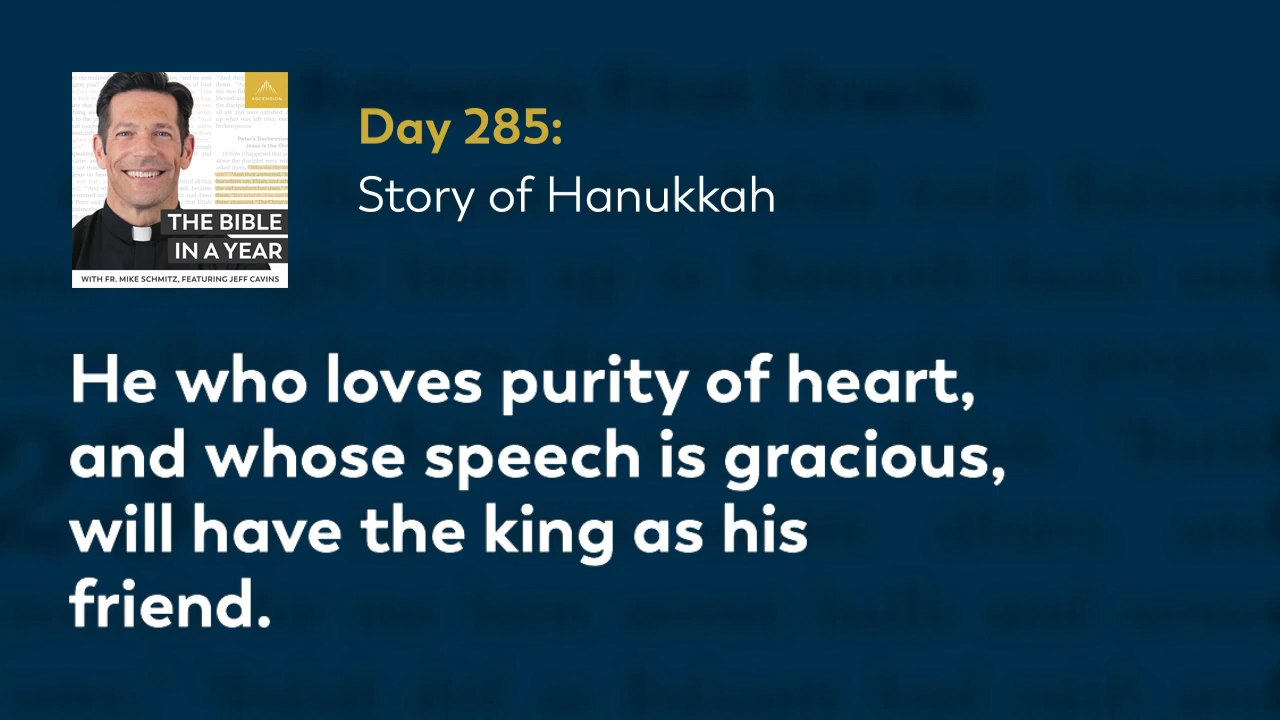 Day 285:
Story of Hanukkah
THE BIBLE
IN A YEAR
WITH FR. MIKE SCHMITZ, FEATURING JEFF CAVINS
He who loves purity of heart,
and whose speech is gracious,
will have the king as his
friend.